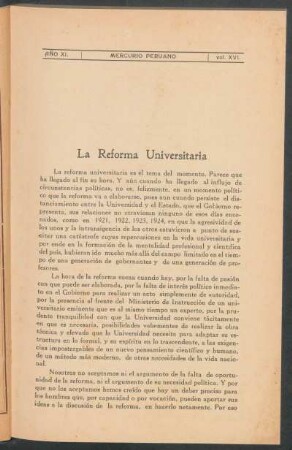 AÑO XI.
MERCURIO PERUANO
vol. XVI.
La Reforma Universitaria
La reforma universitaria es el tema del momento. Parece que
ha llegado al fin su hora. Y aún cuando ha llegado al influjo de
circunstancias políticas, no es, felizmente, en un momento políti-
co que la reforma va a elaborarse, pues aun cuando persiste el dis-
tanciamiento entre la Universidad y el Estado, que el Gobierno re-
presenta, sus relaciones no atraviesan ninguno de esos días enco-
nados, como en 1921, 1922, 1923, 1924, en que la agresividad de
los unos y la intransigencia de los otros estuvieron a punto de susci-
tar una catástrofe cuyas repercusiones en la vida universitaria y
por ende en la formación de la mentalidad profesional y científica
del país, hubieran ido mucho más allá del campo limitado en el tiem-
po de una generación de gobernantes y de una generación de pro-
fesores.
La hora de la reforma suena cuando hay, por la falta de pasión
con que puede ser elaborada, por la falta de interés político inmedia-
to en el Gobierno para realizar un acto simplemente de autoridad,
por la presencia al frente del Ministerio de Instrucción de un uni-
versitario eminente que es al mismo tiempo un experto, por la pru-
dente tranquilidad con que la Universidad conviene tácitamente
en que es necesaria, posibilidades valederas de realizar la obra
técnica y elevada que la Universidad necesita para adaptar su es-
tructura en lo formal, y su espíritu en lo trascendente, a las exigen-
cias impostergables de un nuevo pensamiento científico y humano,
de un método más moderno, de otras necesidades de la vida nacio-
nal.
Nosotros no aceptamos ni el argumento de la falta de oportu-
nidad de la reforma, ni el argumento de su necesidad política. Y por
que no los aceptamos hemos creído que hay un deber preciso para
los hombres que, por capacidad o por vocación, pueden aportar sus
ideas a la discusión de la reforma, en hacerlo netamente. Por eso